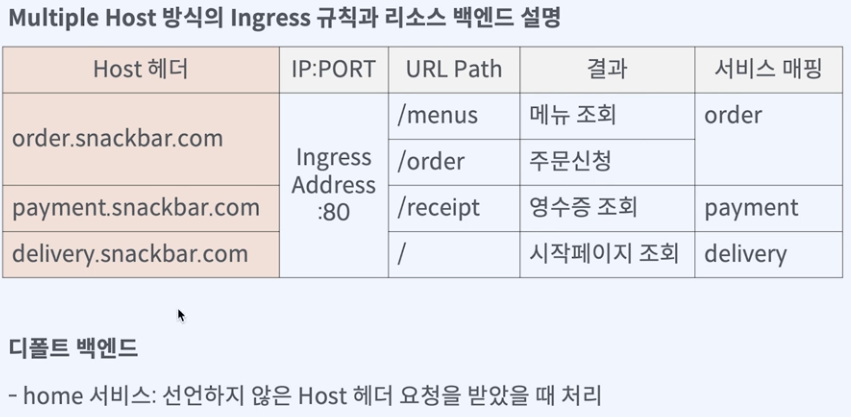 Multiple Host 방식의 Ingress 규칙과 리소스 백엔드 설명
Host 헤더 IP:PORT URL Path 결과 서비스 매핑
order.snackbar.com Ingress Address :80 /menus 메뉴 조회 order
/order 주문신청
payment.snackbar.com /receipt 영수증 조회 payment
delivery.snackbar.com / 시작페이지 조회 delivery
디폴트 백엔드
- home 서비스: 선언하지 않은 Host 헤더 요청을 받았을 때 처리